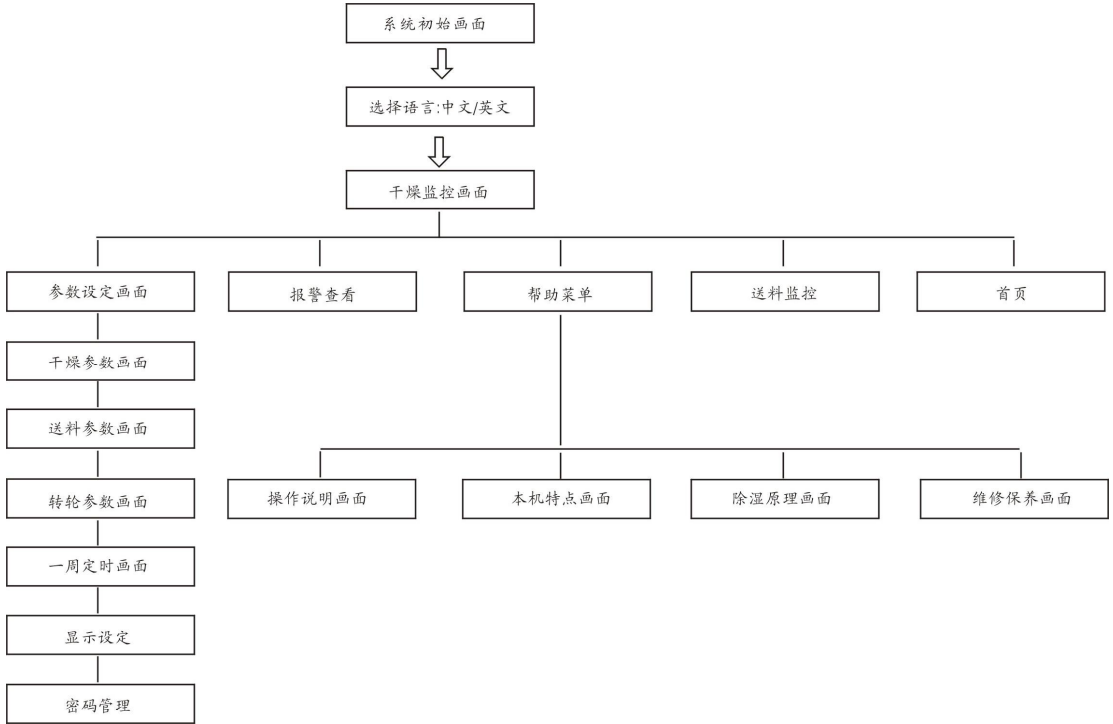 系统初始画面
选择语言:中文/英文
干燥监控画面
参数设定画面
报警查看
帮助菜单
送料监控
首页
干燥参数画面
送料参数画面
转轮参数画面
一周定时画面
显示设定
密码管理
操作说明画面
本机特点画面
除湿原理画面
维修保养画面